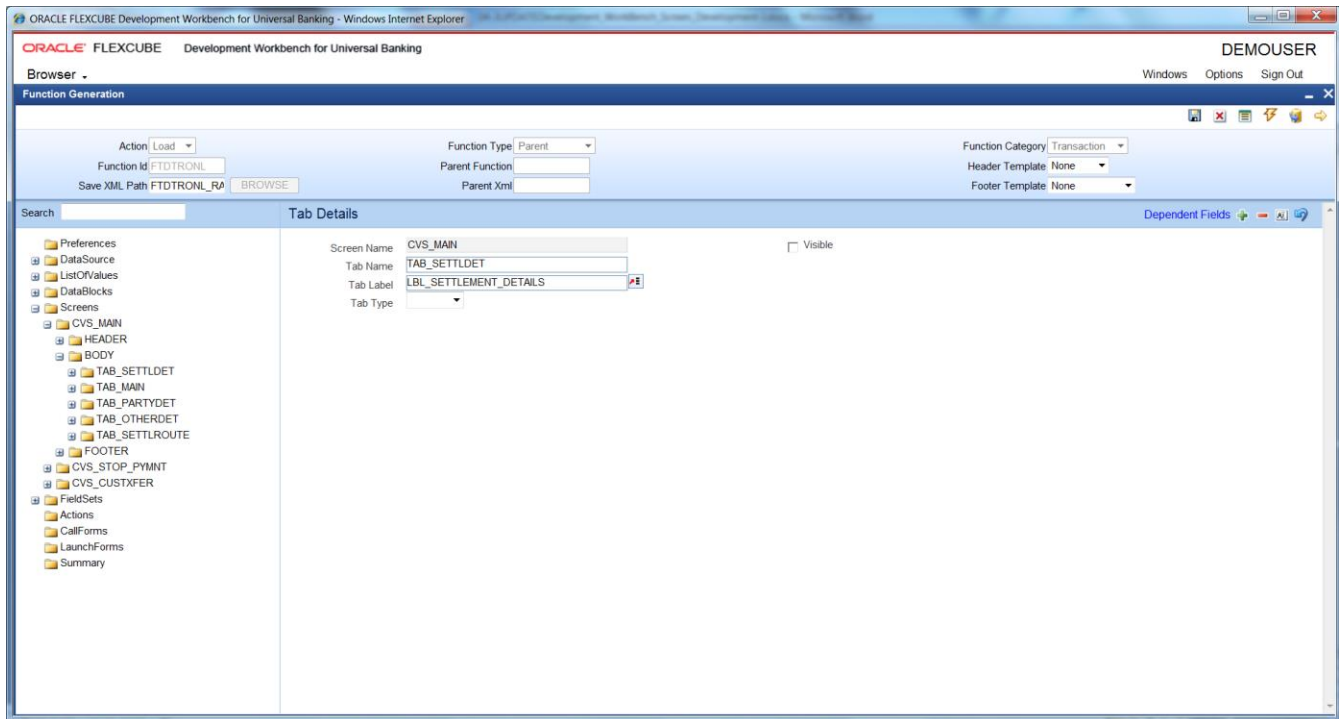 ORACLE FLEXCUBE Development Workbench for Universal Banking - Windows Internet Explorer
ORACLE FLEXCUBE Development Workbench for Universal Banking DEMOUSER
Browser Windows Options Sign Out
Function Generation
Action Load Function Type Parent Function Category Transaction
Function Id FTDTRONL Parent Function Header Template None
Save XML Path FTDTRONL_RA BROWSE Parent Xml Footer Template None
Search Tab Details Dependent Fields
Preferences
DataSource
ListOfValues
DataBlocks
Screens
CVS_MAIN
HEADER
BODY
TAB_SETTLDET
TAB_MAIN
TAB_PARTYDET
TAB_OTHERDET
TAB_SETTLROUTE
FOOTER
CVS_STOP_PYMNT
CVS_CUSTXFER
FieldSets
Actions
CallForms
LaunchForms
Summary
Screen Name CVS_MAIN Visible
Tab Name TAB_SETTLDET
Tab Label LBL_SETTLEMENT_DETAILS
Tab Type